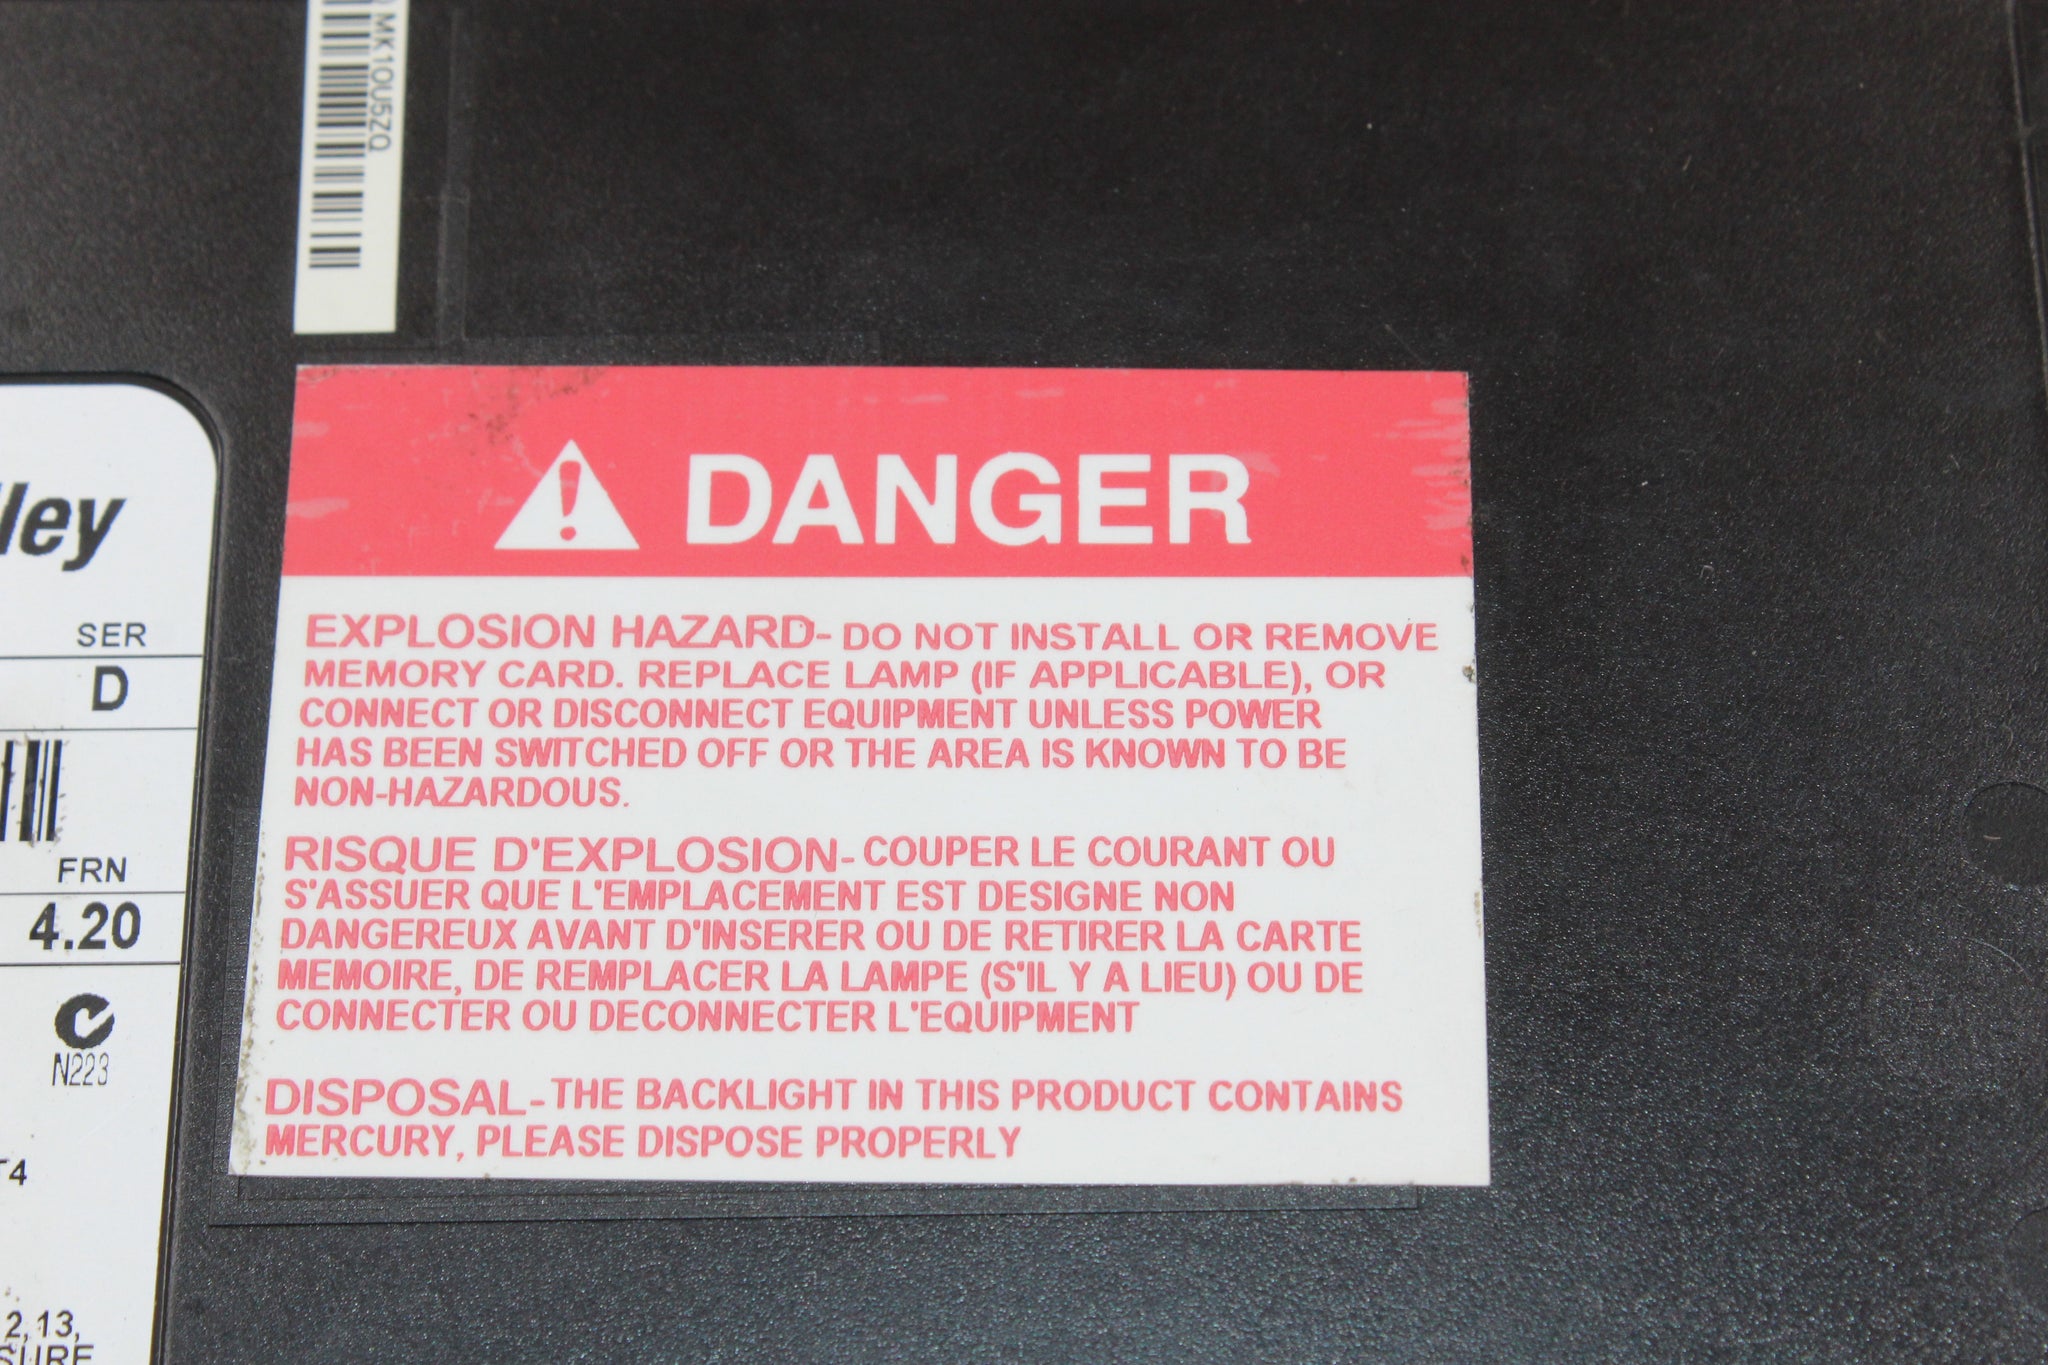 MK10U5ZQ
DANGER
EXPLOSION HAZARD- DO NOT INSTALL OR REMOVE
MEMORY CARD. REPLACE LAMP (IF APPLICABLE), OR
CONNECT OR DISCONNECT EQUIPMENT UNLESS POWER
HAS BEEN SWITCHED OFF OR THE AREA IS KNOWN TO BE
NON-HAZARDOUS.
RISQUE D'EXPLOSION- COUPER LE COURANT OU
S'ASSUER QUE L'EMPLACEMENT EST DESIGNE NON
DANGEREUX AVANT D'INSERER OU DE RETIRER LA CARTE
MEMOIRE, DE REMPLACER LA LAMPE (S'IL Y A LIEU) OU DE
CONNECTER OU DECONNECTER L'EQUIPMENT
DISPOSAL- THE BACKLIGHT IN THIS PRODUCT CONTAINS
MERCURY, PLEASE DISPOSE PROPERLY
ley
SER
D
FRN
4.20
N223
T4
2, 13,
SURE